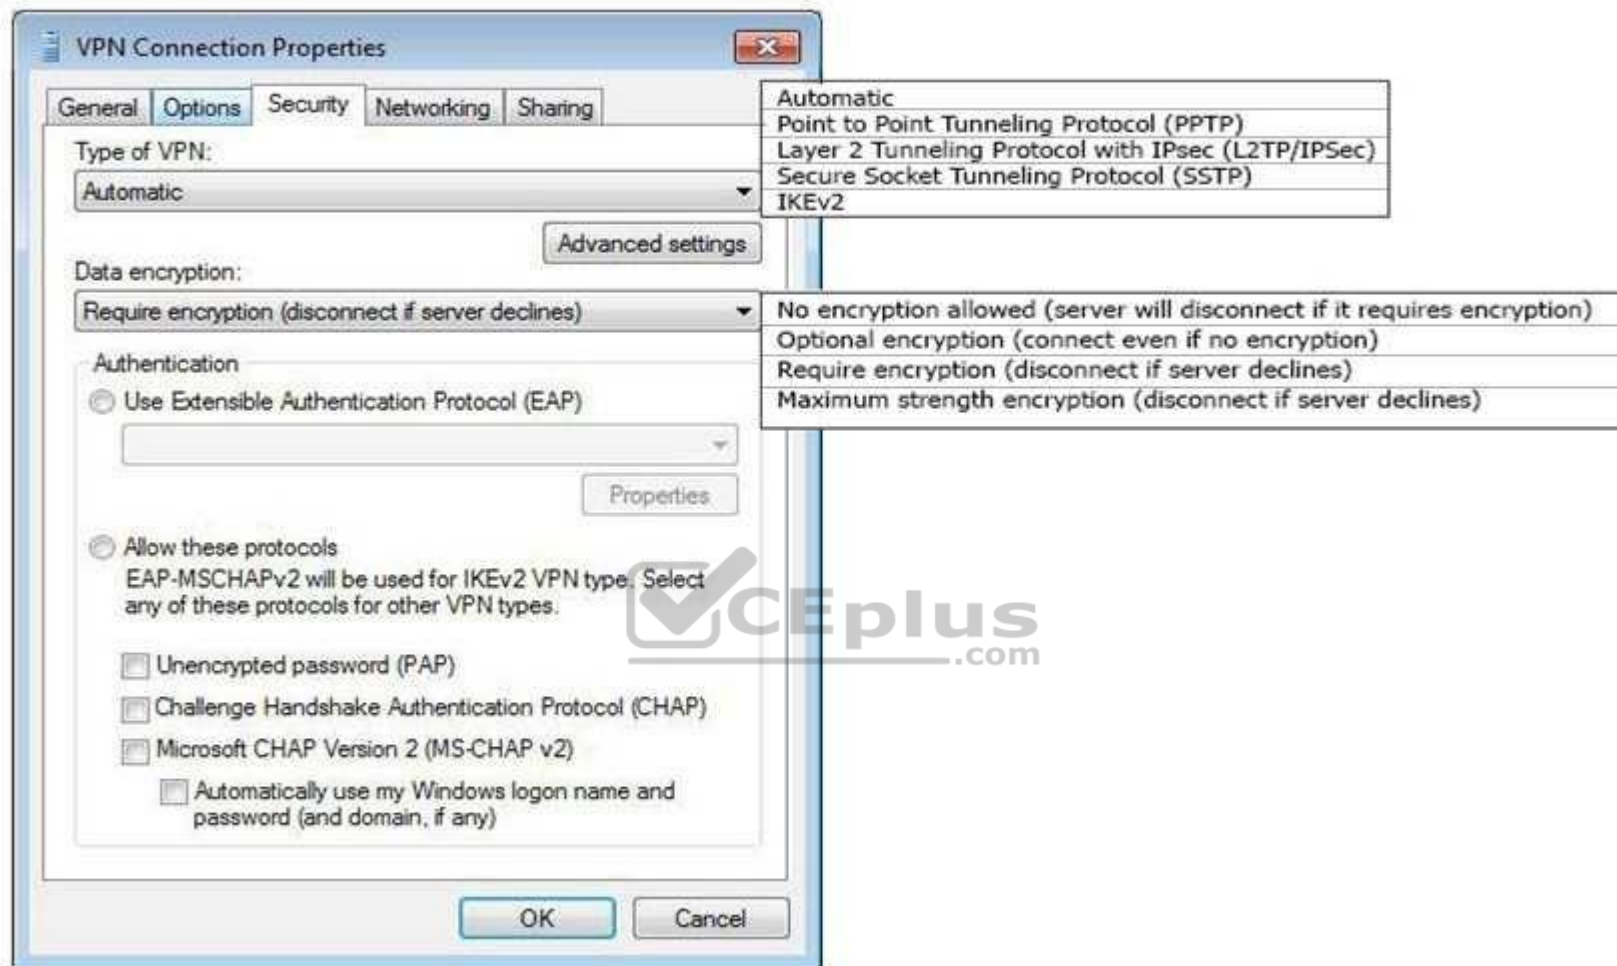 VPN Connection Properties
General Options Security Networking Sharing
Type of VPN:
Automatic
Automatic
Point to Point Tunneling Protocol (PPTP)
Layer 2 Tunneling Protocol with IPsec (L2TP/IPSec)
Secure Socket Tunneling Protocol (SSTP)
IKEv2
Advanced settings
Data encryption:
Require encryption (disconnect if server declines)
No encryption allowed (server will disconnect if it requires encryption)
Optional encryption (connect even if no encryption)
Require encryption (disconnect if server declines)
Maximum strength encryption (disconnect if server declines)
Authentication
Use Extensible Authentication Protocol (EAP)
Properties
Allow these protocols
EAP-MSCHAPv2 will be used for IKEv2 VPN type. Select
any of these protocols for other VPN types.
Unencrypted password (PAP)
Challenge Handshake Authentication Protocol (CHAP)
Microsoft CHAP Version 2 (MS-CHAP v2)
Automatically use my Windows logon name and
password (and domain, if any)
OK Cancel
VCEplus
.com